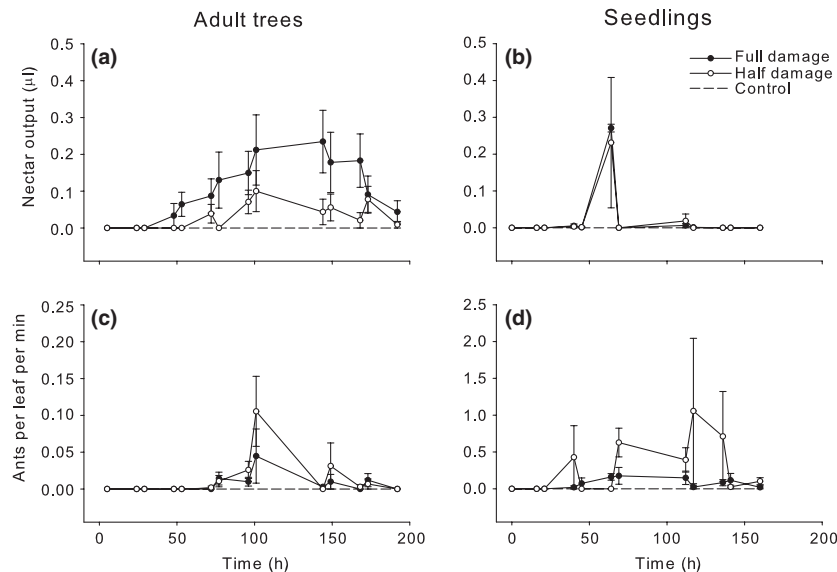 Adult trees
Seedlings
(a)
0.5
0.4
0.3
0.2
0.1
0.0
Nectar output (µl)
(b)
0.5
0.4
0.3
0.2
0.1
0.0
Full damage
Half damage
Control
(c)
0.25
0.20
0.15
0.10
0.05
0.00
Ants per leaf per min
0 50 100 150 200
Time (h)
(d)
2.5
2.0
1.5
1.0
0.5
0.0
0 50 100 150 200
Time (h)